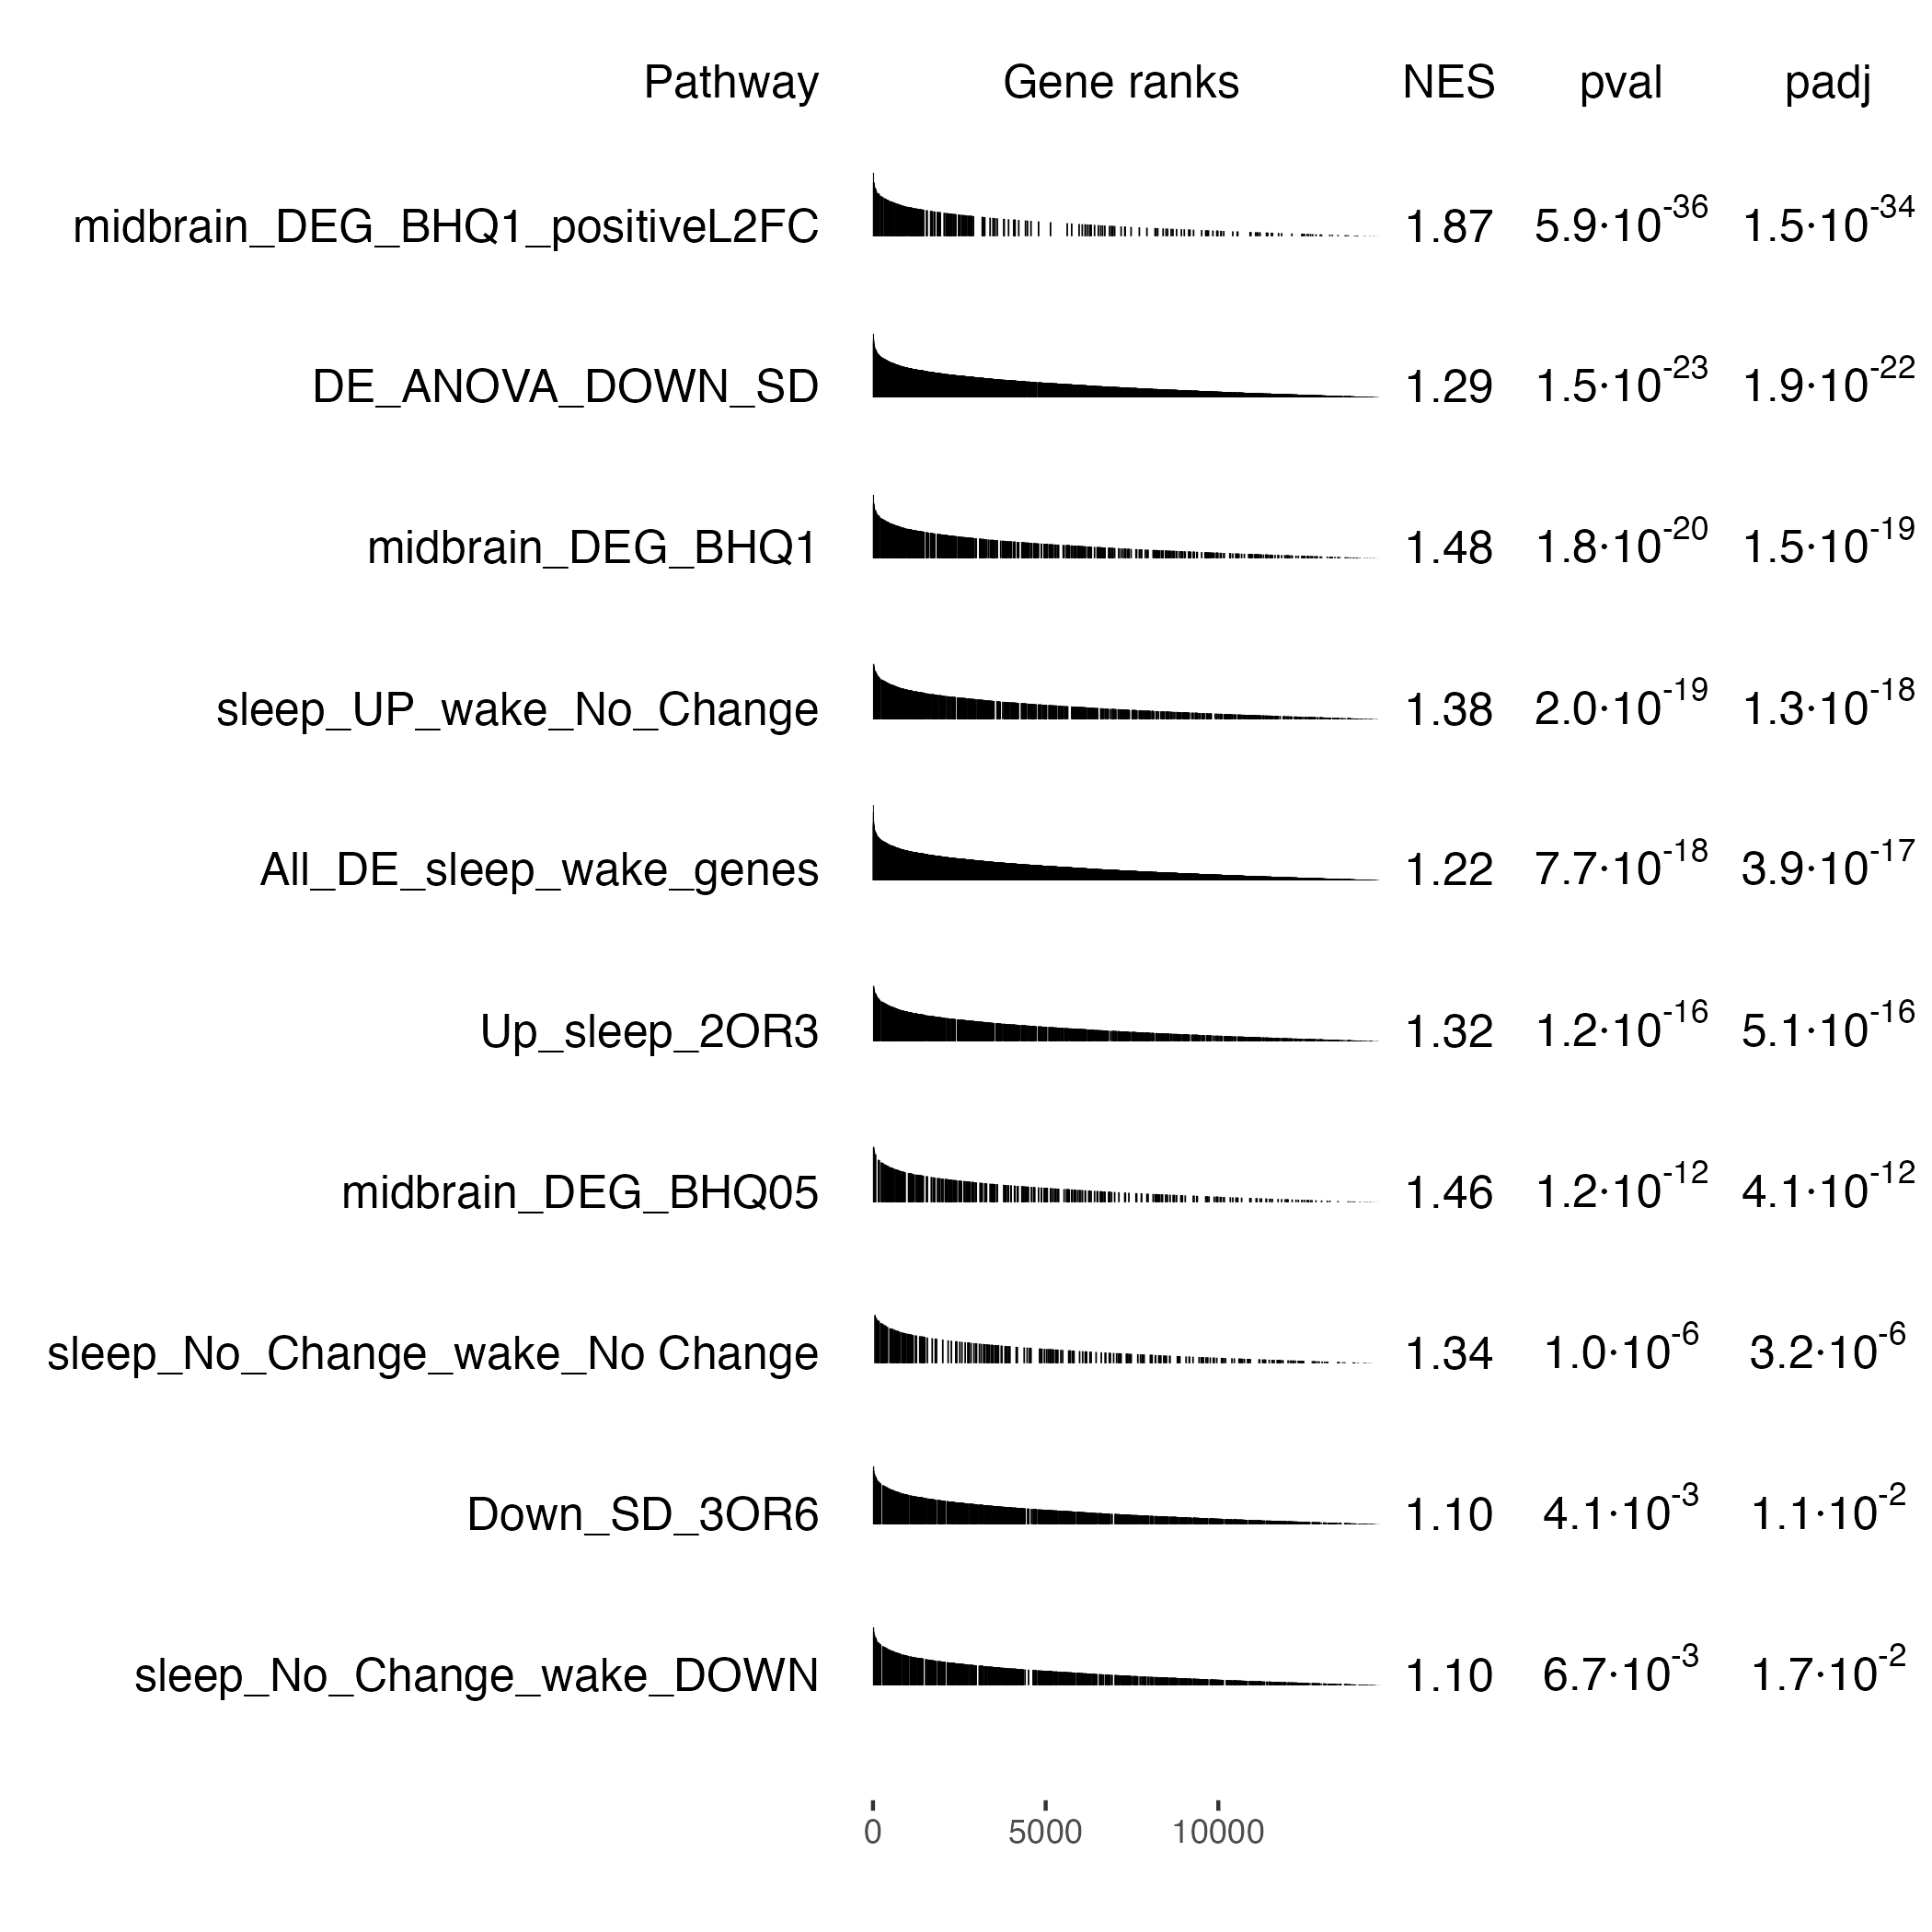 Pathway Gene ranks NES pval padj
midbrain_DEG_BHQ1_positiveL2FC 1.87 5.9·10^-36 1.5·10^-34
DE_ANOVA_DOWN_SD 1.29 1.5·10^-23 1.9·10^-22
midbrain_DEG_BHQ1 1.48 1.8·10^-20 1.5·10^-19
sleep_UP_wake_No_Change 1.38 2.0·10^-19 1.3·10^-18
All_DE_sleep_wake_genes 1.22 7.7·10^-18 3.9·10^-17
Up_sleep_2OR3 1.32 1.2·10^-16 5.1·10^-16
midbrain_DEG_BHQ05 1.46 1.2·10^-12 4.1·10^-12
sleep_No_Change_wake_No Change 1.34 1.0·10^-6 3.2·10^-6
Down_SD_3OR6 1.10 4.1·10^-3 1.1·10^-2
sleep_No_Change_wake_DOWN 1.10 6.7·10^-3 1.7·10^-2
0 5000 10000